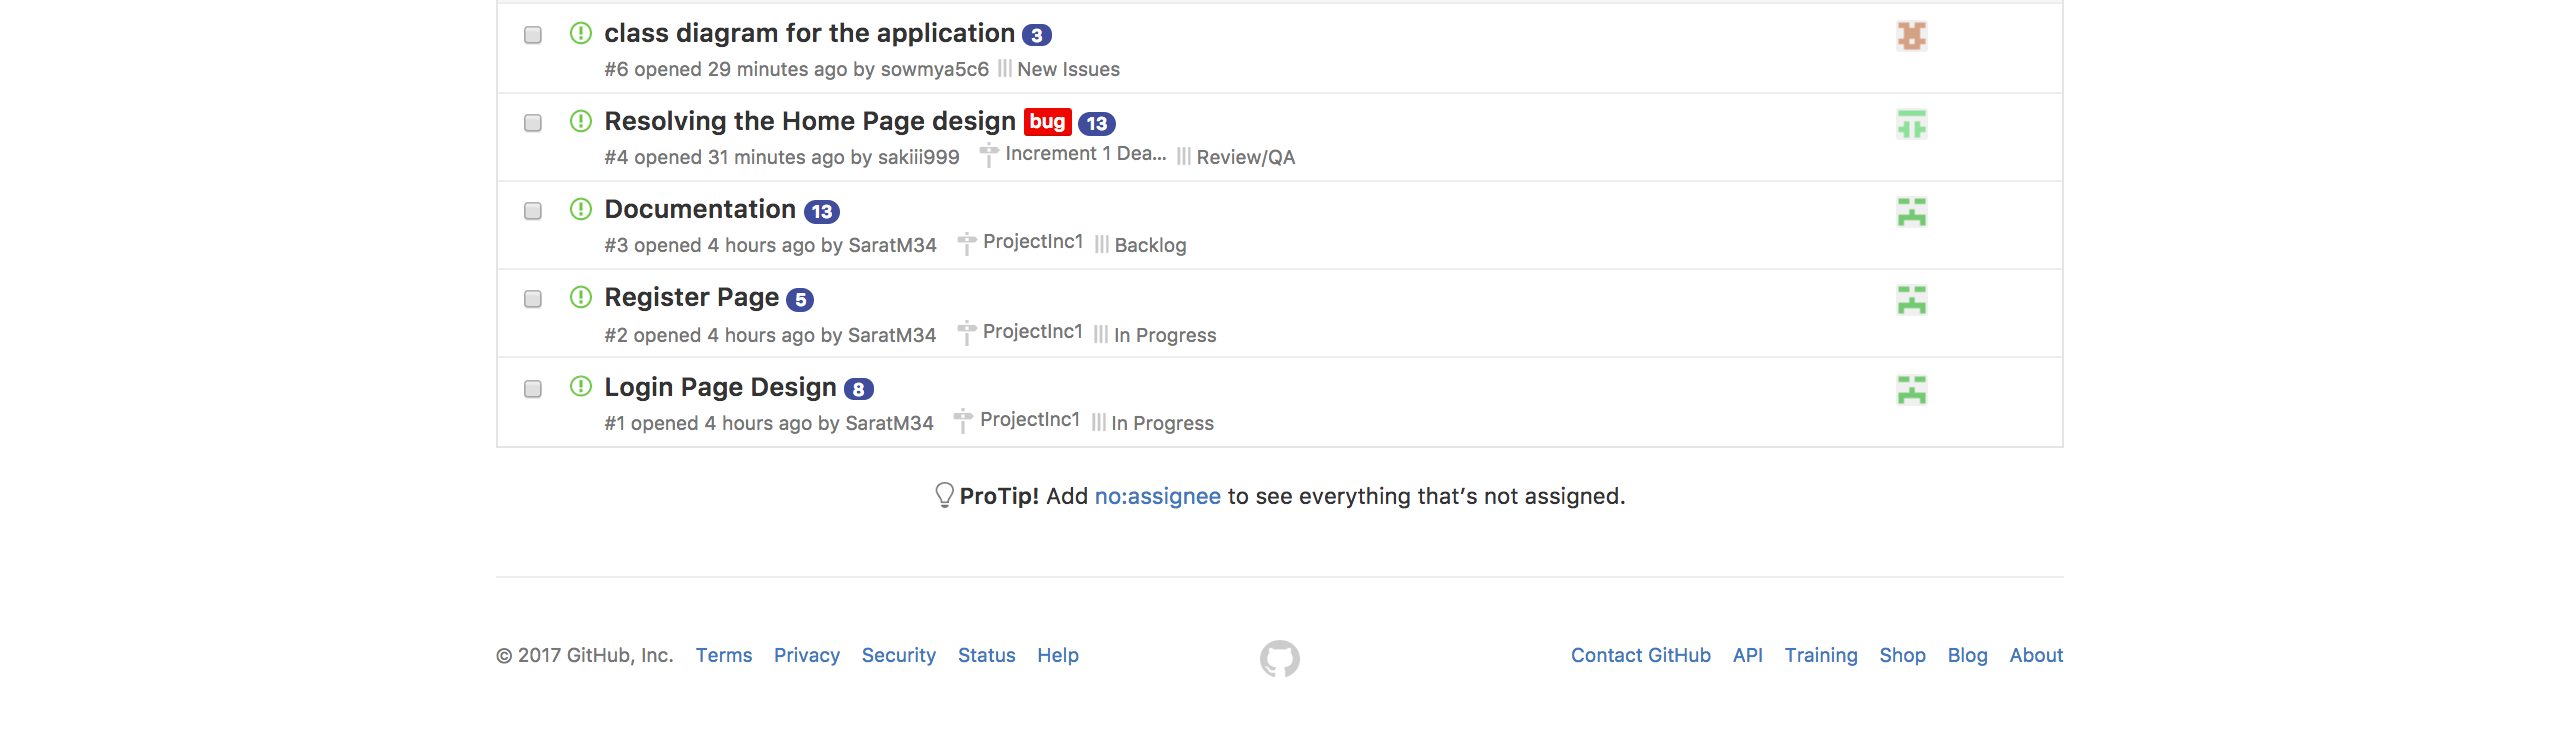 class diagram for the application 3
#6 opened 29 minutes ago by sowmya5c6 New Issues
Resolving the Home Page design bug 13
#4 opened 31 minutes ago by sakiii999 Increment 1 Dea... Review/QA
Documentation 13
#3 opened 4 hours ago by SaratM34 ProjectInc1 Backlog
Register Page 5
#2 opened 4 hours ago by SaratM34 ProjectInc1 In Progress
Login Page Design 8
#1 opened 4 hours ago by SaratM34 ProjectInc1 In Progress
ProTip! Add no:assignee to see everything that’s not assigned.
© 2017 GitHub, Inc. Terms Privacy Security Status Help Contact GitHub API Training Shop Blog About